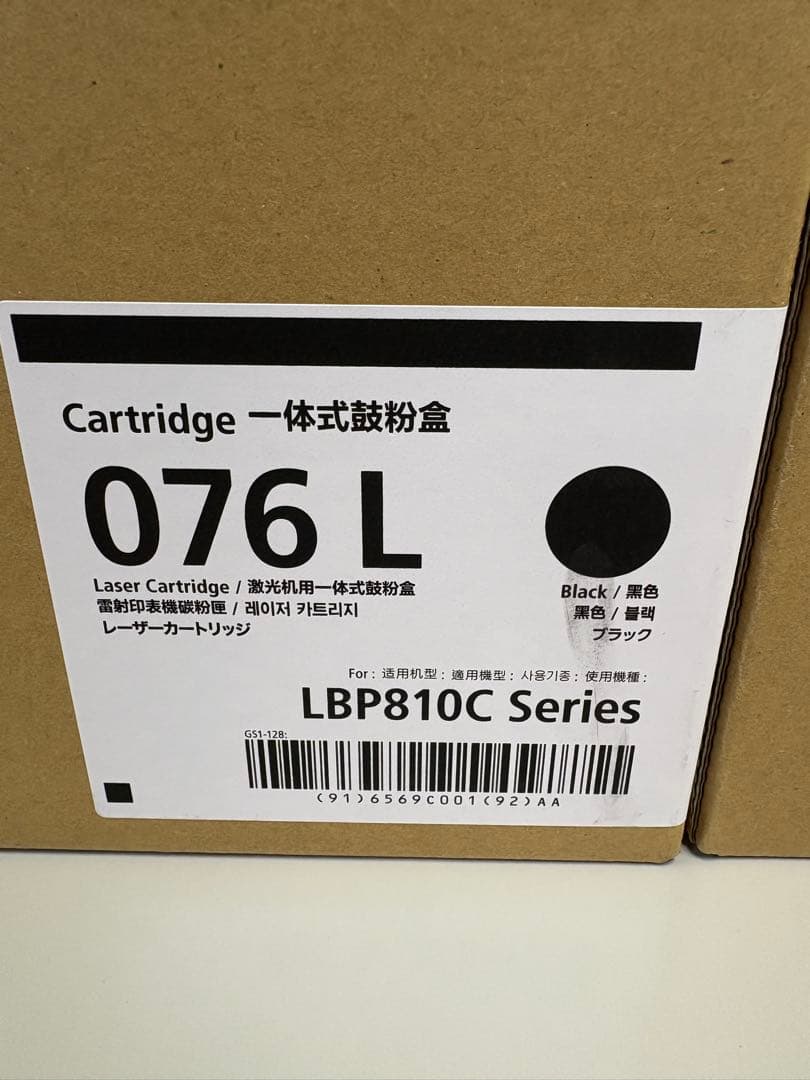 Cartridge 一体式鼓粉盒
076 L
Laser Cartridge / 激光机用一体式鼓粉盒
雷射印表機碳粉匣 / 레이저 카트리지
レーザーカートリッジ
Black / 黑色
黑色 / 블랙
ブラック
For : 适用机型 : 適用機型 : 사용기종 : 使用機種 :
LBP810C Series
GS1-128:
(91)6569C001(92)AA